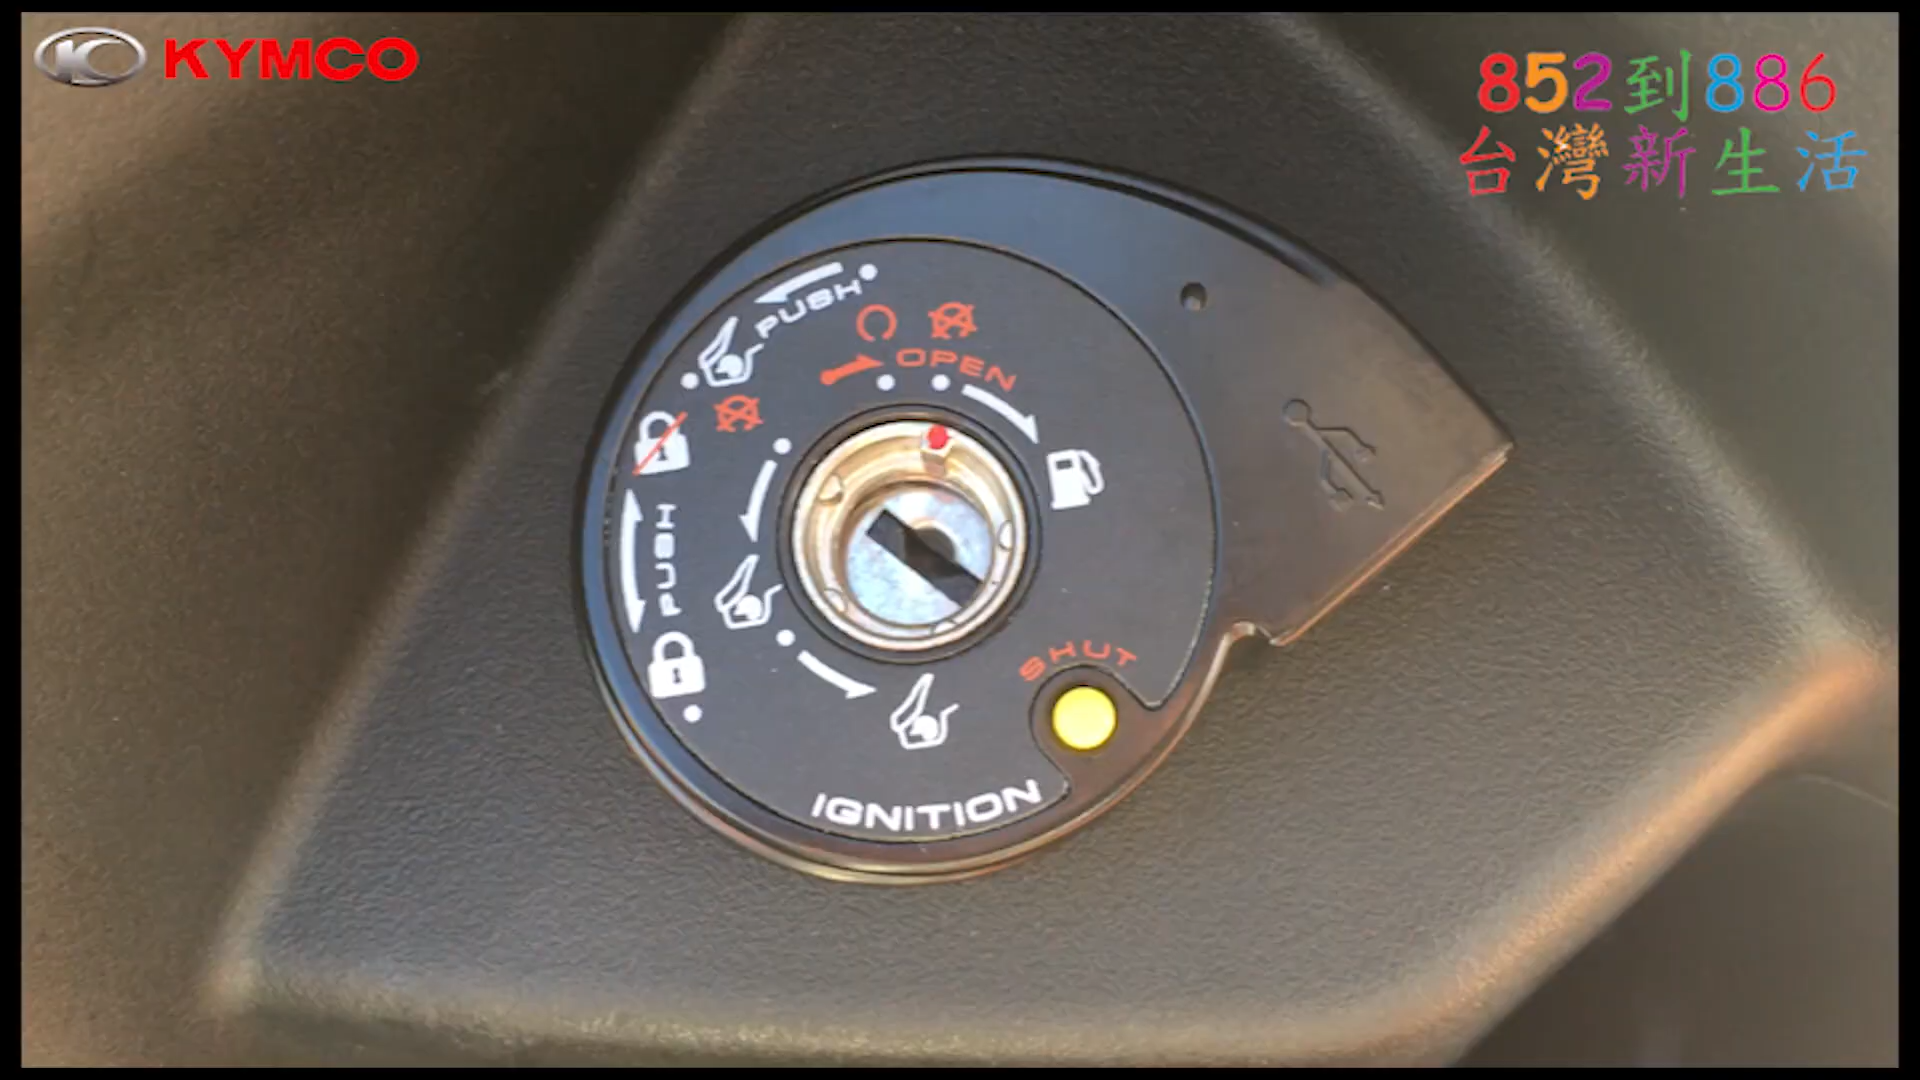 KYMCO
852到886
台灣新生活
PUSH
OPEN
PUSH
SHUT
IGNITION